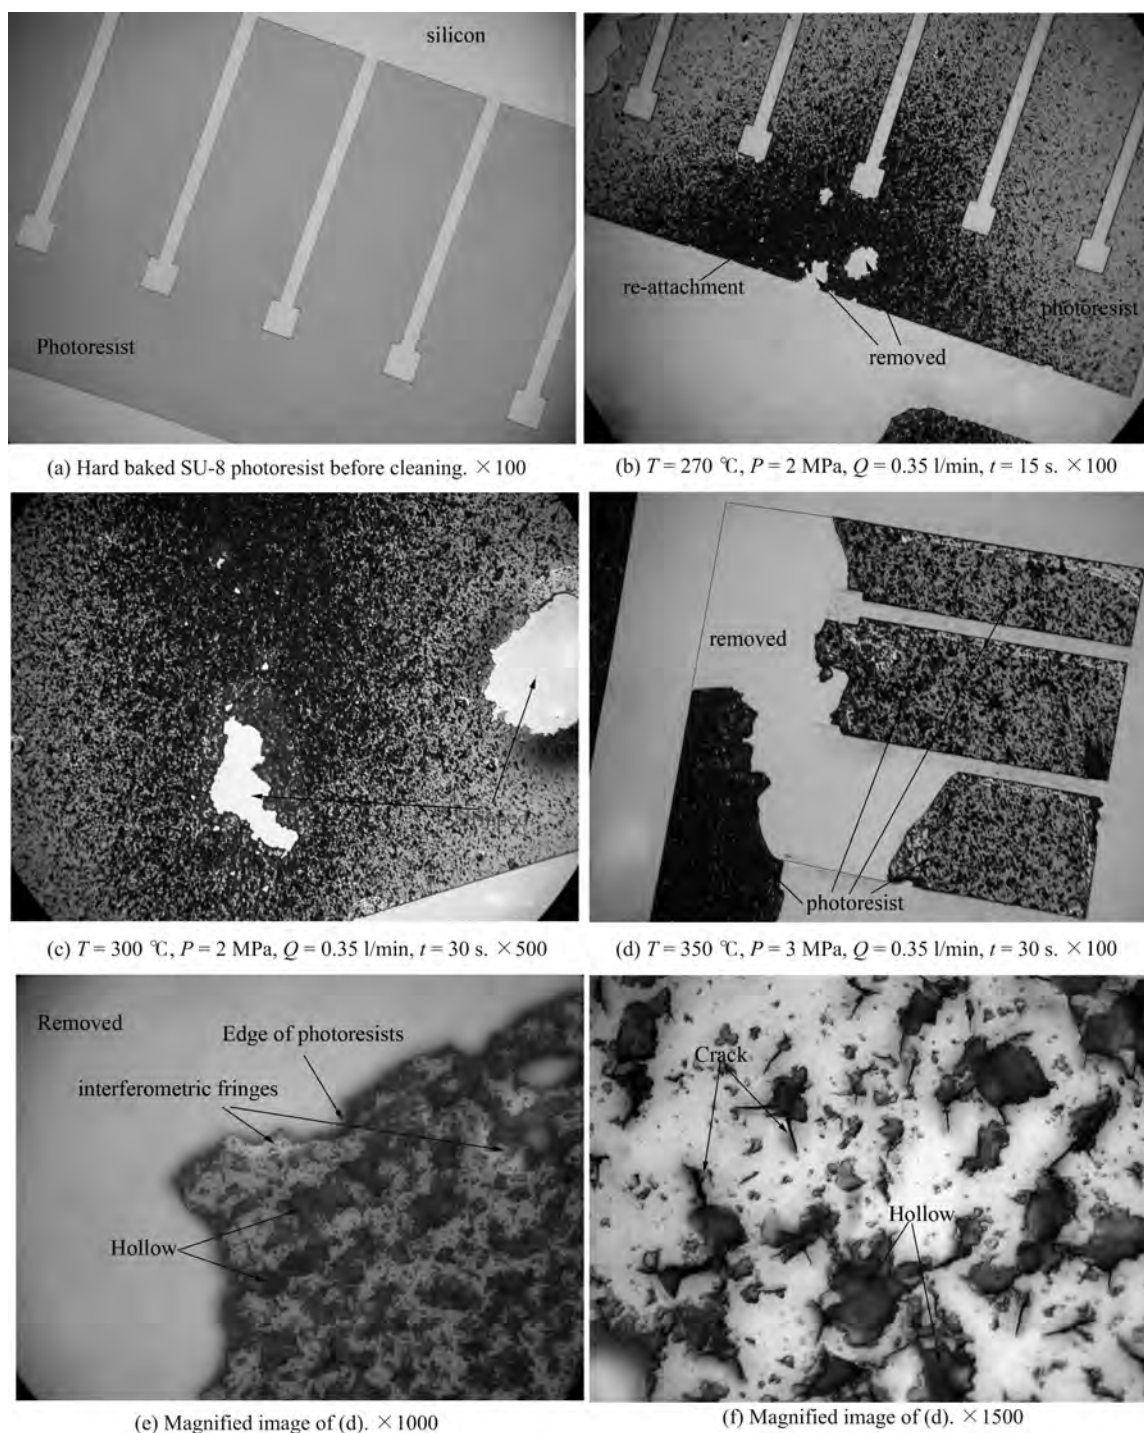 silicon
Photoresist
(a) Hard baked SU-8 photoresist before cleaning. ×100
re-attachment
photoresist
removed
(b) T = 270 ℃, P = 2 MPa, Q = 0.35 l/min, t = 15 s. ×100
(c) T = 300 ℃, P = 2 MPa, Q = 0.35 l/min, t = 30 s. ×500
removed
photoresist
(d) T = 350 ℃, P = 3 MPa, Q = 0.35 l/min, t = 30 s. ×100
Removed
Edge of photoresists
interferometric fringes
Hollow
(e) Magnified image of (d). ×1000
Crack
Hollow
(f) Magnified image of (d). ×1500